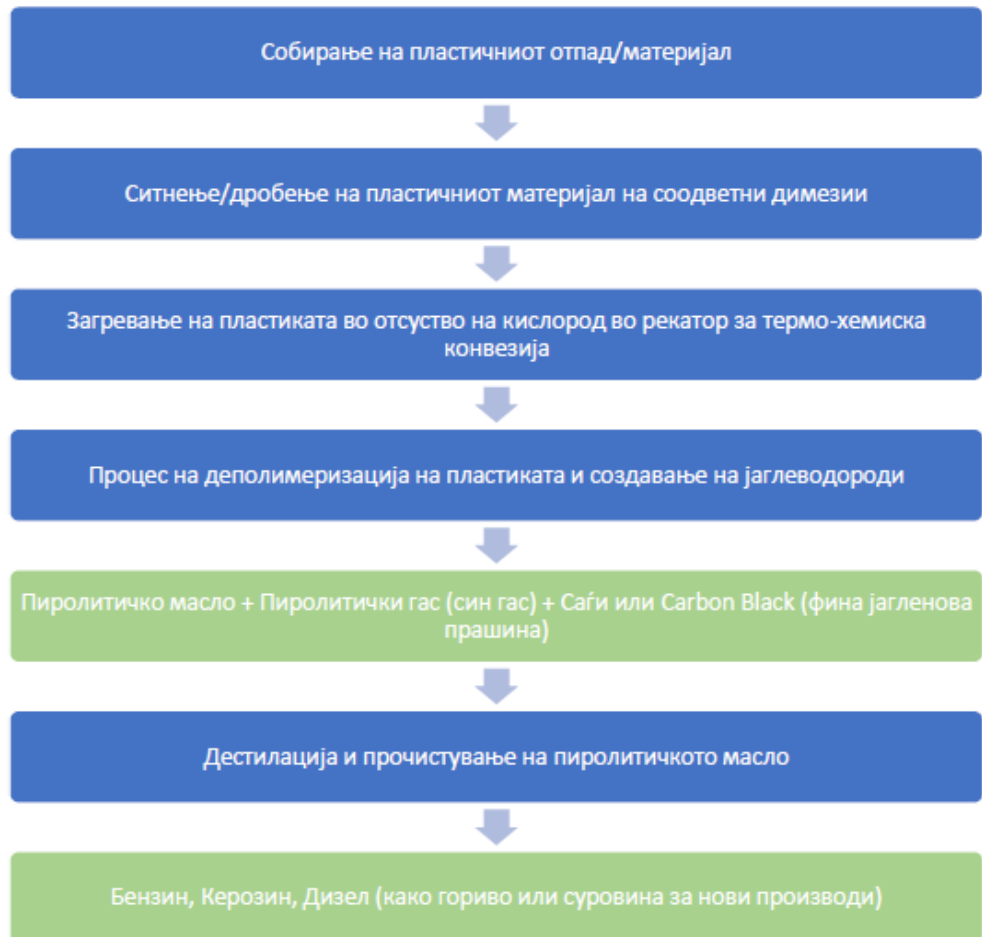 Собирање на пластичниот отпад/материјал
Ситнење/дробење на пластичниот материјал на соодветни димезии
Загревање на пластиката во отсуство на кислород во рекатор за термо-хемиска
конвезија
Процес на деполимеризација на пластиката и создавање на јаглеводороди
Пиролитичко масло + Пиролитички гас (син гас) + Саѓи или Carbon Black (фина јагленова
прашина)
Дестилација и прочистување на пиролитичкото масло
Бензин, Керозин, Дизел (како гориво или суровина за нови производи)